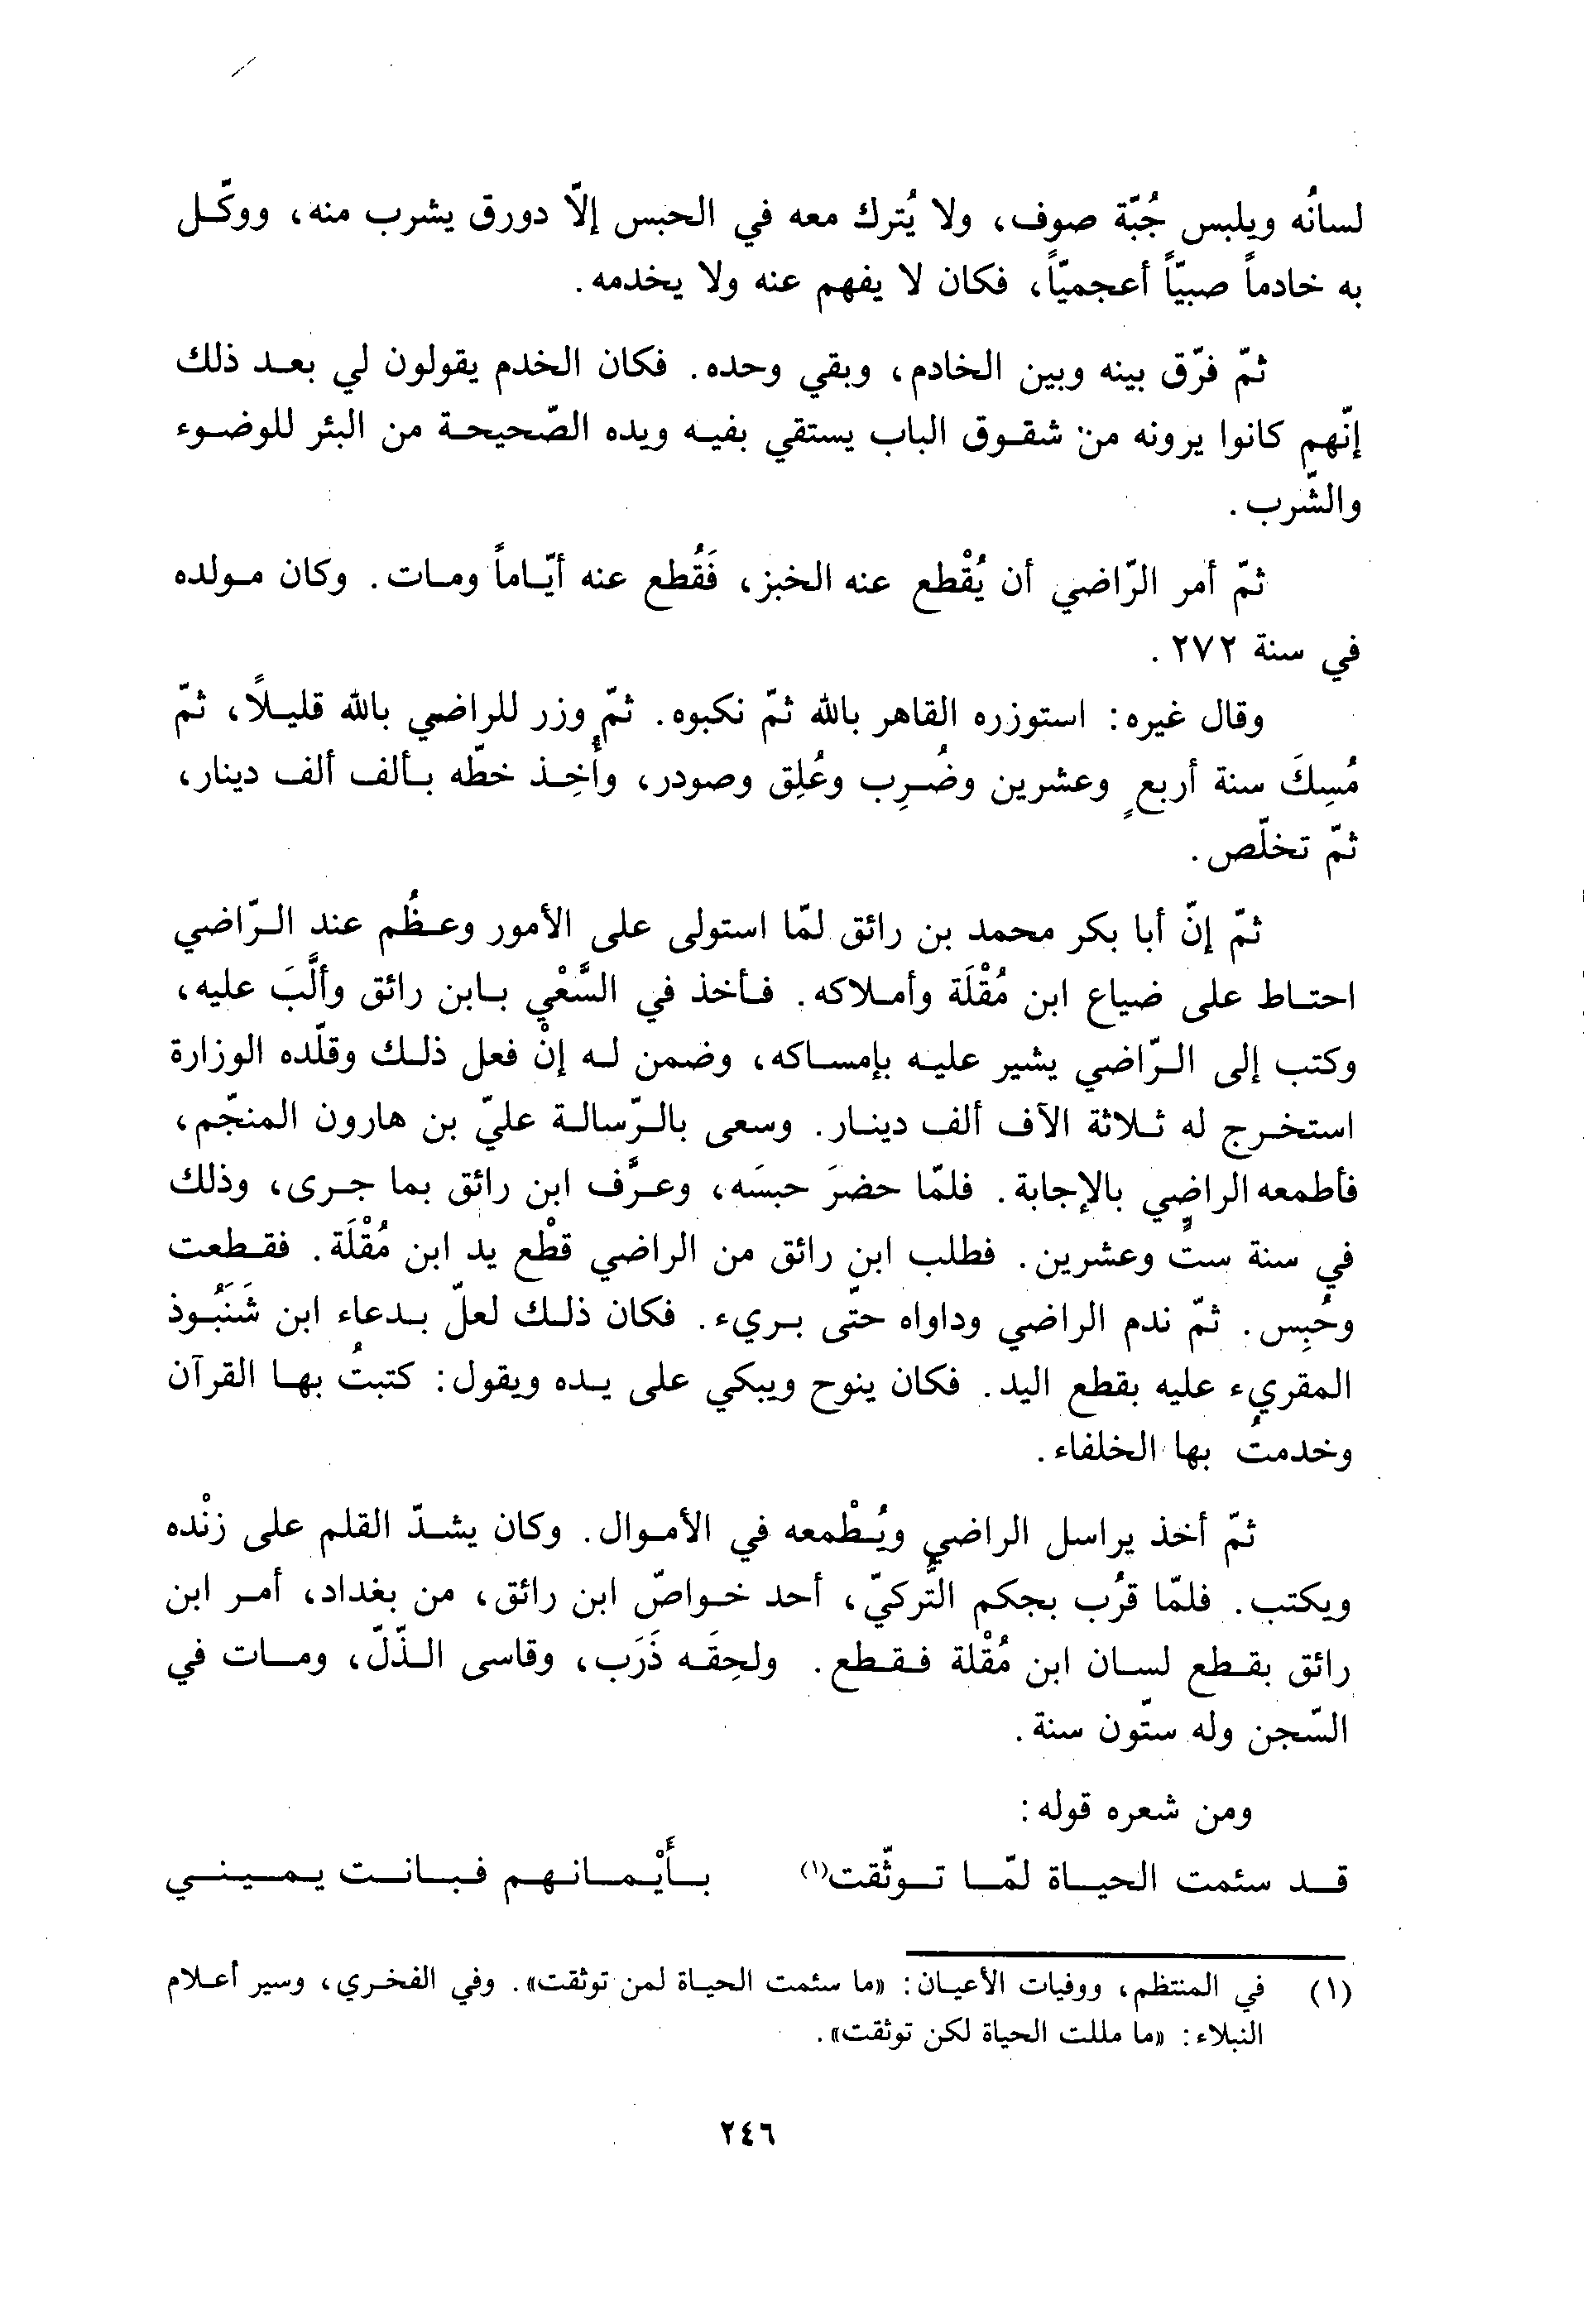 لسانُه ويلبس جُبّة صوف، ولا يُترك معه في الحبس إلّا دورق يشرب منه، ووكّل
به خادماً صبيّاً أعجميّاً، فكان لا يفهم عنه ولا يخدمه.
ثمّ فرّق بينه وبين الخادم، وبقي وحده. فكان الخدم يقولون لي بعد ذلك
إنّهم كانوا يرونه من شقوق الباب يستقي بفيه ويده الصّحيحة من البئر للوضوء
والشّرب.
ثمّ أمر الرّاضي أن يُقْطع عنه الخبز، فَقُطع عنه أيّاماً ومات. وكان مولده
في سنة ٢٧٢.
وقال غيره: استوزره القاهر بالله ثمّ نكبوه. ثمّ وزر للراضي بالله قليلاً، ثمّ
مُسِكَ سنة أربعٍ وعشرين وضُرِب وعُلِق وصودر، وأُخِذ خطّه بألف ألف دينار،
ثمّ تخلّص.
ثمّ إنّ أبا بكر محمد بن رائق لمّا استولى على الأمور وعظُم عند الرّاضي
احتاط على ضياع ابن مُقْلَة وأملاكه. فأخذ في السَّعْي بابن رائق وألَّبَ عليه،
وكتب إلى الرّاضي يشير عليه بإمساكه، وضمن له إنْ فعل ذلك وقلّده الوزارة
استخرج له ثلاثة الآف ألف دينار. وسعى بالرّسالة عليّ بن هارون المنجّم،
فأطمعه الراضي بالإجابة. فلمّا حضرَ حبسَه، وعرَّف ابن رائق بما جرى، وذلك
في سنة ستٍّ وعشرين. فطلب ابن رائق من الراضي قطْع يد ابن مُقْلَة. فقطعت
وحُبِس. ثمّ ندم الراضي وداواه حتّى بريء. فكان ذلك لعلّ بدعاء ابن شَنَبُوذ
المقريء عليه بقطع اليد. فكان ينوح ويبكي على يده ويقول: كتبتُ بها القرآن
وخدمتُ بها الخلفاء.
ثمّ أخذ يراسل الراضي ويُطْمعه في الأموال. وكان يشدّ القلم على زنْده
ويكتب. فلمّا قرُب بجكم التُّركيّ، أحد خواصّ ابن رائق، من بغداد، أمر ابن
رائق بقطع لسان ابن مُقْلة فقطع. ولحِقَه ذَرَب، وقاسى الذّلّ، ومات في
السّجن وله ستّون سنة.
ومن شعره قوله:
قد سئمت الحياة لمّا توثّقت(١) بأَيْمانهم فبانت يميني
(١) في المنتظم، ووفيات الأعيان: «ما سئمت الحياة لمن توثقت». وفي الفخري، وسير أعلام
النبلاء: «ما مللت الحياة لكن توثقت».
٢٤٦